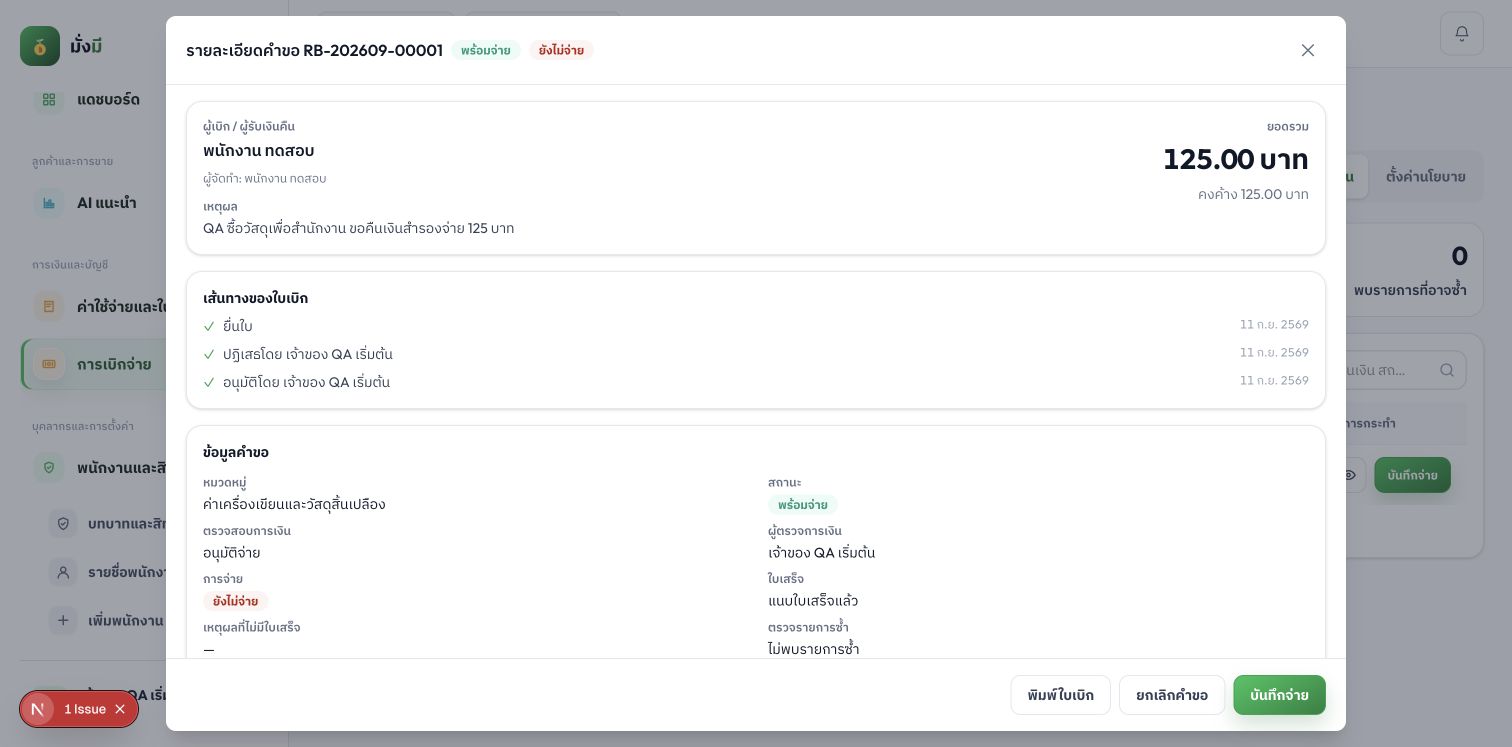 มั่งมี
แดชบอร์ด
ลูกค้าและการขาย
AI แนะนำ
การเงินและบัญชี
ค่าใช้จ่ายและใ
การเบิกจ่าย
บุคลากรและการตั้งค่า
พนักงานและสิ
บทบาทและสิท
รายชื่อพนักงา
เพิ่มพนักงาน
QA เริ่ม
1 Issue
รายละเอียดคำขอ RB-202609-00001 พร้อมจ่าย ยังไม่จ่าย
ผู้เบิก / ผู้รับเงินคืน
พนักงาน ทดสอบ
ผู้จัดทำ: พนักงาน ทดสอบ
เหตุผล
QA ซื้อวัสดุเพื่อสำนักงาน ขอคืนเงินสำรองจ่าย 125 บาท
ยอดรวม
125.00 บาท
คงค้าง 125.00 บาท
เส้นทางของใบเบิก
ยื่นใบ 11 ก.ย. 2569
ปฏิเสธโดย เจ้าของ QA เริ่มต้น 11 ก.ย. 2569
อนุมัติโดย เจ้าของ QA เริ่มต้น 11 ก.ย. 2569
ข้อมูลคำขอ
หมวดหมู่
ค่าเครื่องเขียนและวัสดุสิ้นเปลือง
สถานะ
พร้อมจ่าย
ตรวจสอบการเงิน
อนุมัติจ่าย
ผู้ตรวจการเงิน
เจ้าของ QA เริ่มต้น
การจ่าย
ยังไม่จ่าย
ใบเสร็จ
แนบใบเสร็จแล้ว
เหตุผลที่ไม่มีใบเสร็จ
—
ตรวจรายการซ้ำ
ไม่พบรายการซ้ำ
พิมพ์ใบเบิก
ยกเลิกคำขอ
บันทึกจ่าย
น
ตั้งค่านโยบาย
0
พบรายการที่อาจซ้ำ
นเงิน สถ...
การกระทำ
บันทึกจ่าย